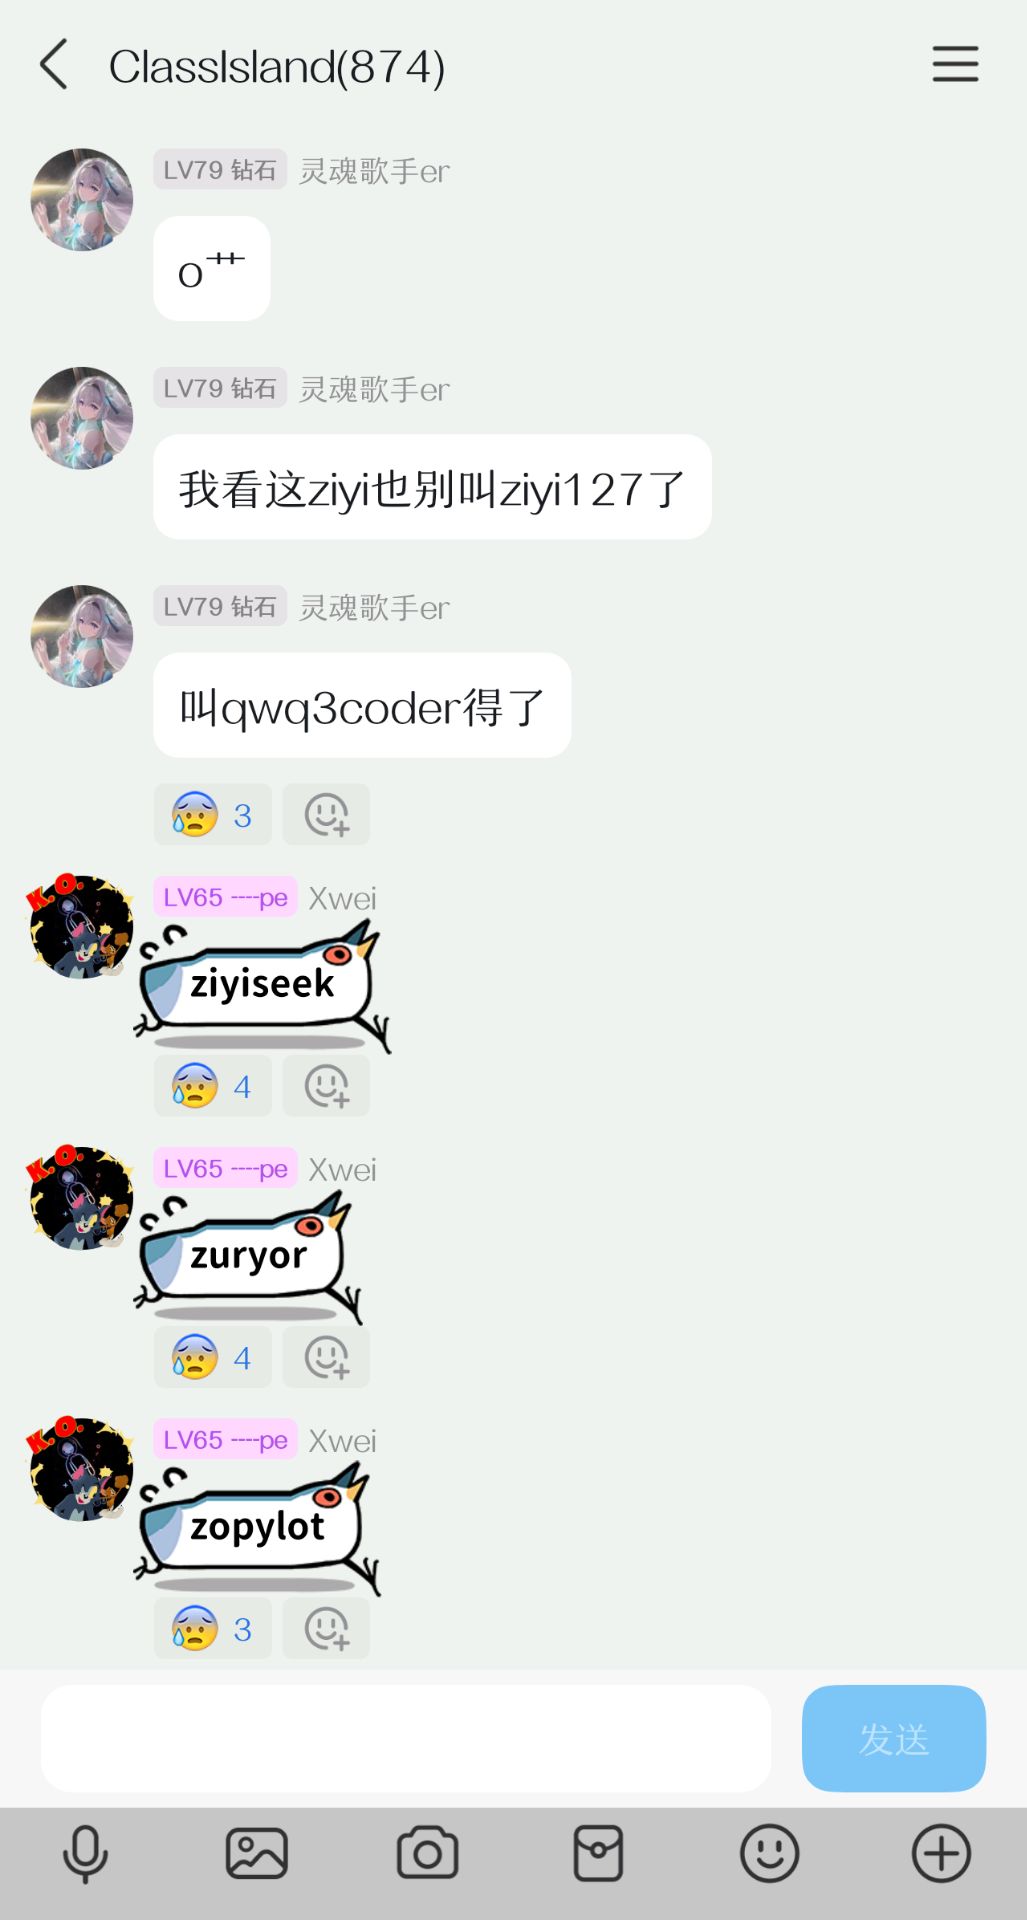 ClassIsland(874)
LV79 钻石 灵魂歌手er
o艹
LV79 钻石 灵魂歌手er
我看这ziyi也别叫ziyi127了
LV79 钻石 灵魂歌手er
叫qwq3coder得了
3
K.O.
LV65 ----pe Xwei
ziyiseek
4
K.O.
LV65 ----pe Xwei
zuryor
4
K.O.
LV65 ----pe Xwei
zopylot
3
发送